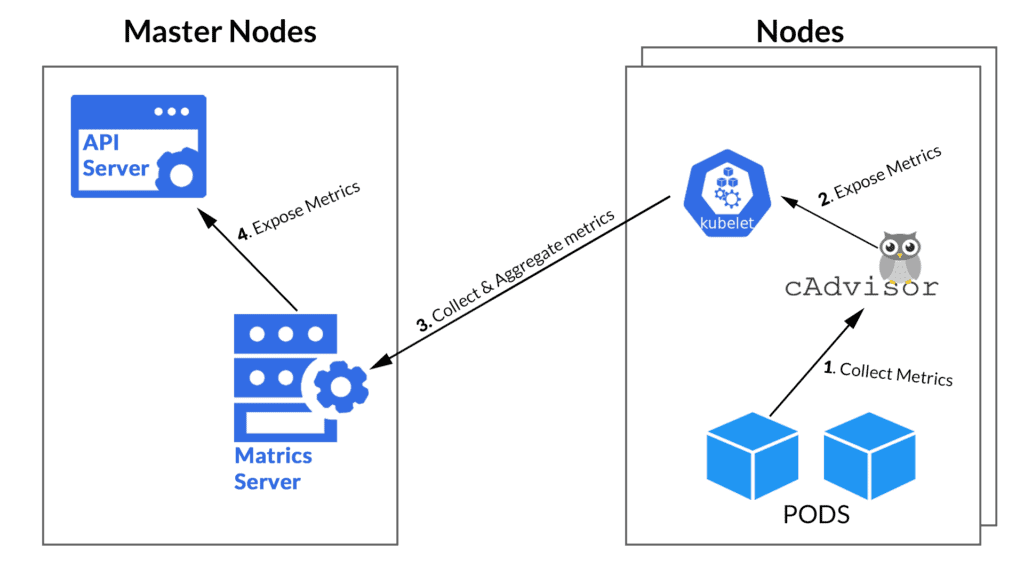 Master Nodes
Nodes
API
Server
4. Expose Metrics
3. Collect & Aggregate metrics
Matrics
Server
kubelet
2. Expose Metrics
cAdvisor
1. Collect Metrics
PODS